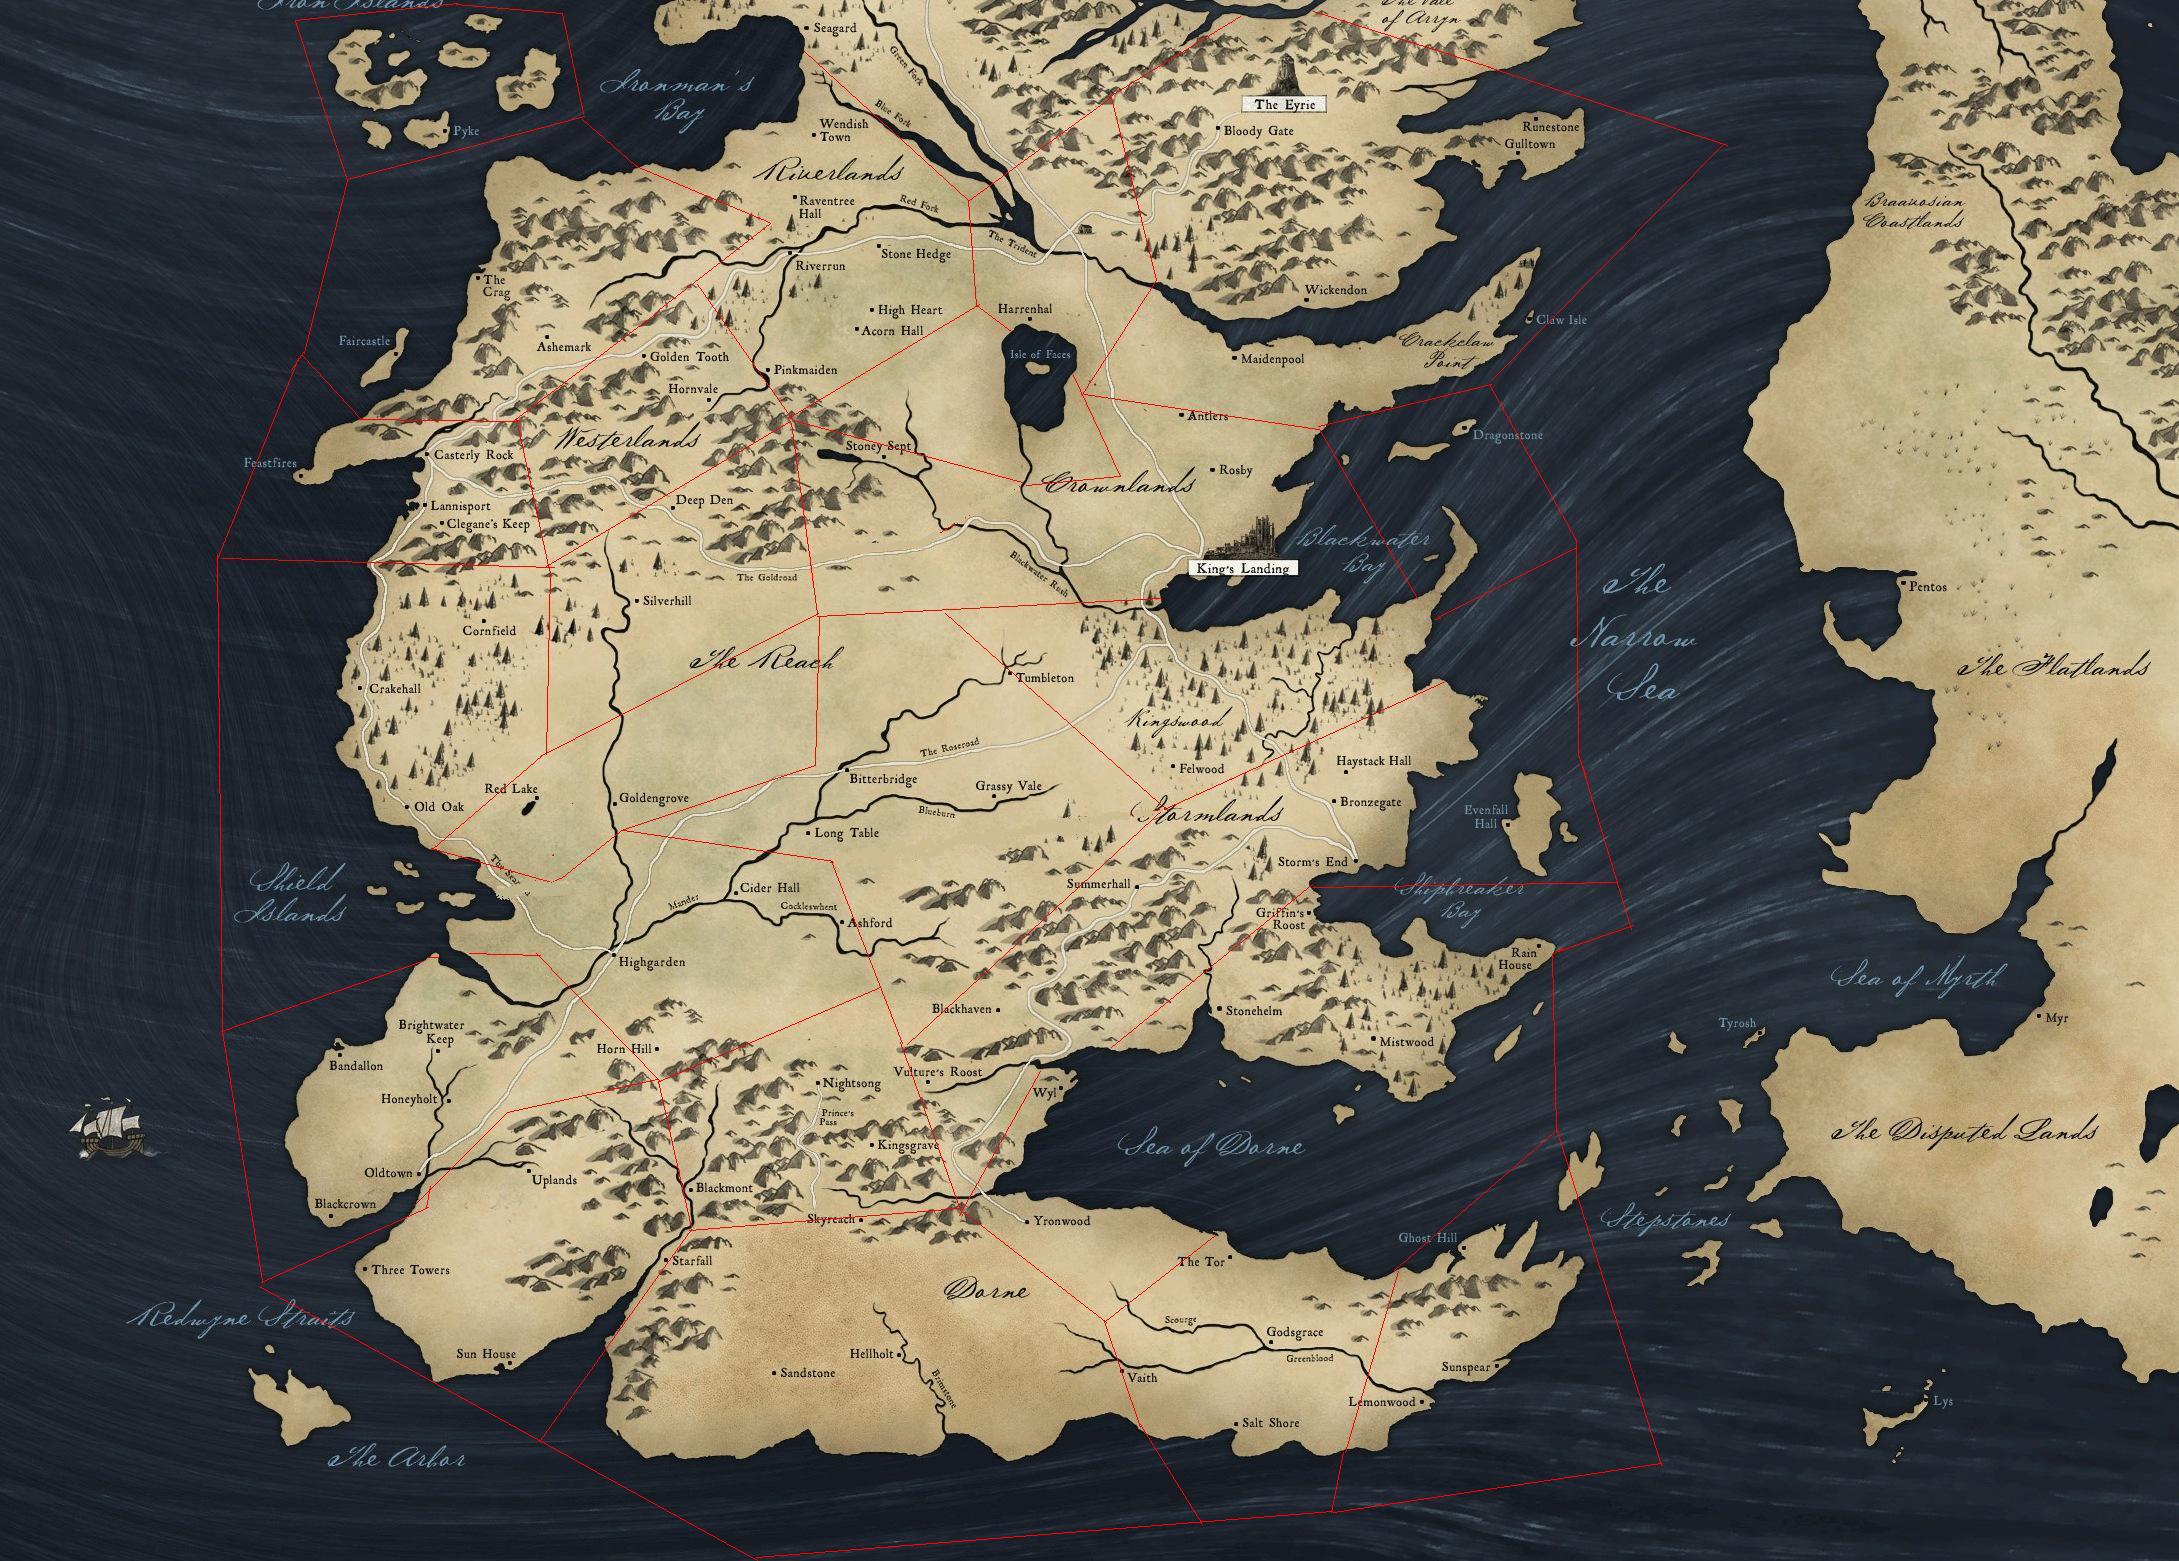 Iron Islands
The Vale
of Arryn
Seagard
Green Fork
Ironman's
Bay
Blue Fork
The Eyrie
Pyke
Wendish
Town
Bloody Gate
Runestone
Gulltown
Riverlands
Raventree
Hall
Red Fork
Braavosian
Coastlands
The Trident
Stone Hedge
Riverrun
The
Crag
Wickendon
High Heart
Harrenhal
Claw Isle
Acorn Hall
Faircastle
Ashemark
Golden Tooth
Isle of Faces
Maidenpool
Crackclaw
Point
Pinkmaiden
Hornvale
Antlers
Westerlands
Dragonstone
Stoney Sept
Casterly Rock
Feastfires
Rosby
Crownlands
Deep Den
Lannisport
Clegane's Keep
Blackwater
Bay
The Goldroad
Blackwater Rush
King's Landing
Pentos
The
Narrow
Sea
Silverhill
Cornfield
The Reach
The Flatlands
Tumbleton
Crakehall
Kingswood
The Roseroad
Haystack Hall
Felwood
Bitterbridge
Red Lake
Grassy Vale
Goldengrove
Old Oak
Bronzegate
Blueburn
Stormlands
Evenfall
Hall
Long Table
Storm's End
Shield
Islands
Summerhall
Shipbreaker
Bay
Cider Hall
Mander
Cockleswhent
Ashford
Griffin's
Roost
Rain
House
Highgarden
Sea of Myrth
Blackhaven
Stonehelm
Myr
Tyrosh
Brightwater
Keep
Horn Hill
Mistwood
Bandallon
Vulture's Roost
Nightsong
Wyl
Honeyholt
Prince's
Pass
The Disputed Lands
Kingsgrave
Sea of Dorne
Oldtown
Uplands
Blackmont
Blackcrown
Skyreach
Yronwood
Stepstones
Ghost Hill
Three Towers
Starfall
The Tor
Dorne
Redwyne Straits
Scourge
Godsgrace
Sun House
Hellholt
Greenblood
Sandstone
Vaith
Sunspear
Brimstone
Lemonwood
Lys
Salt Shore
The Arbor